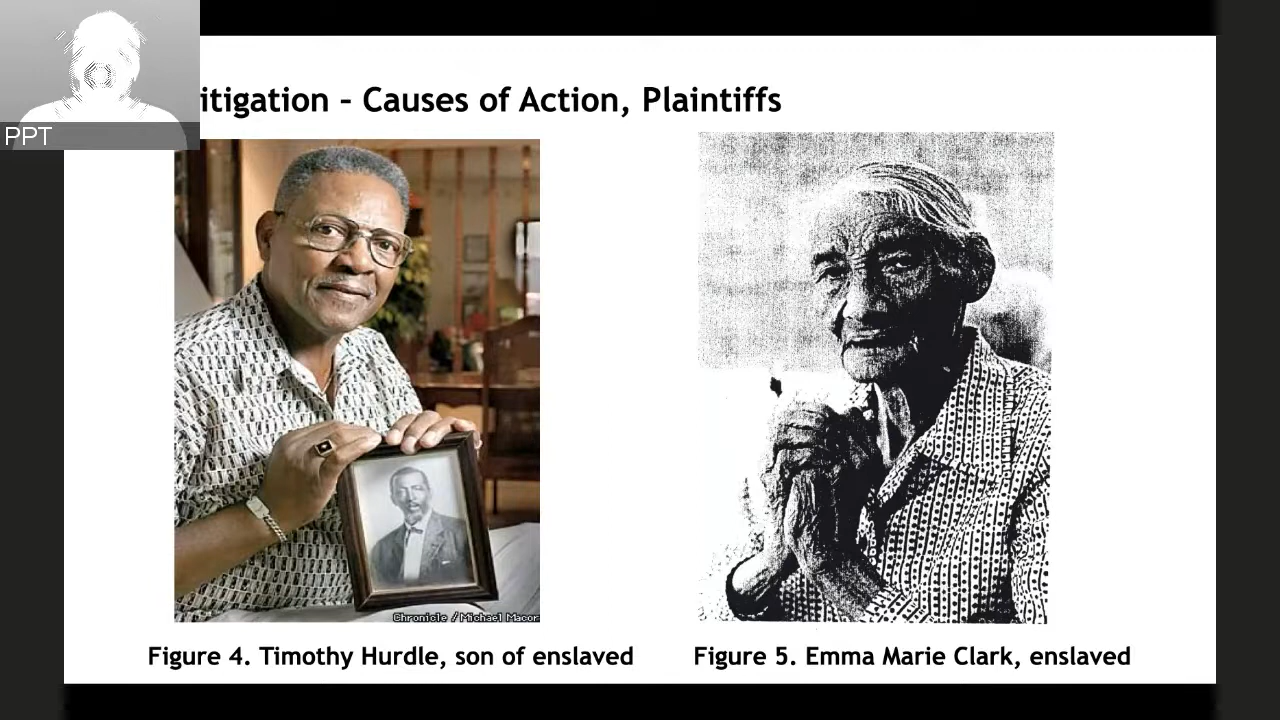 itigation – Causes of Action, Plaintiffs
PPT
Chronicle / Michael Macor
Figure 4. Timothy Hurdle, son of enslaved
Figure 5. Emma Marie Clark, enslaved